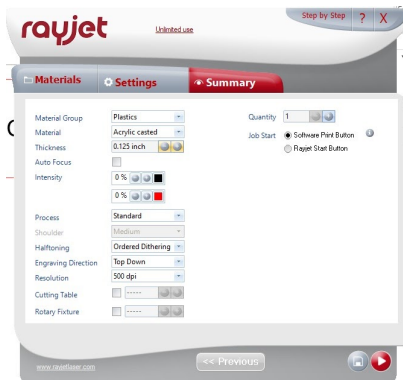 rayjet
Unlimited use
Step by Step ? X
Materials Settings Summary
Material Group Plastics
Quantity 1
Material Acrylic casted
Job Start Software Print Button
Thickness 0.125 inch
Rayjet Start Button
Auto Focus
Intensity 0 %
0 %
Process Standard
Shoulder Medium
Halftoning Ordered Dithering
Engraving Direction Top Down
Resolution 500 dpi
Cutting Table -----
Rotary Fixture -----
www.rayjetlaser.com
<< Previous